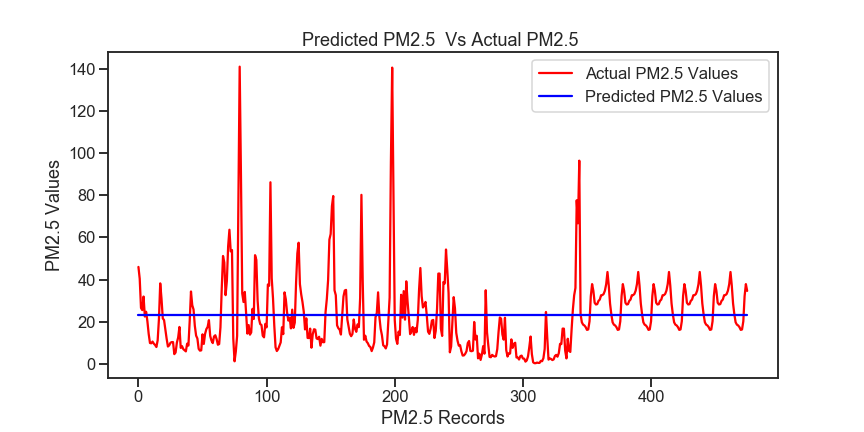 Predicted PM2.5  Vs Actual PM2.5
Actual PM2.5 Values
Predicted PM2.5 Values
PM2.5 Values
140
120
100
80
60
40
20
0
0 100 200 300 400
PM2.5 Records